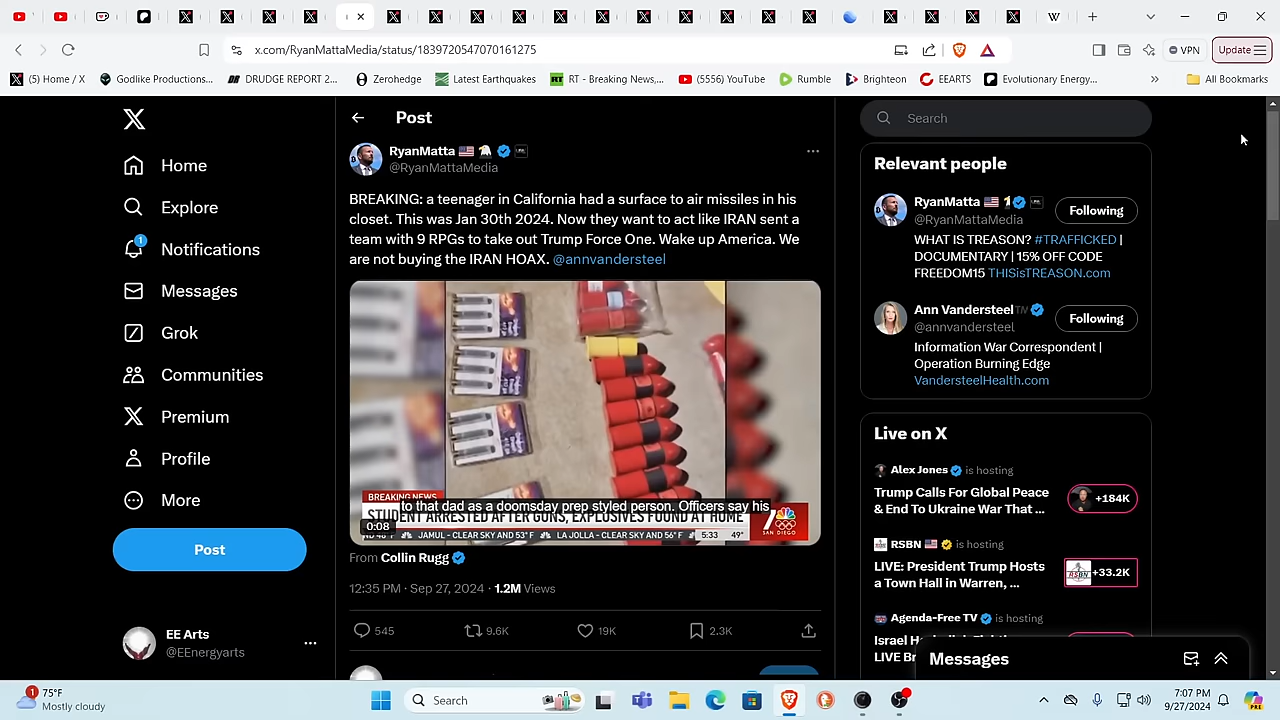 x.com/RyanMattaMedia/status/1839720547070161275
VPN
Update
(5) Home / X
Godlike Productions...
DRUDGE REPORT 2...
Zerohedge
Latest Earthquakes
RT - Breaking News,...
(5556) YouTube
Rumble
Brighteon
EEARTS
Evolutionary Energy...
All Bookmarks
Home
Explore
1
Notifications
Messages
Grok
Communities
Premium
Profile
More
Post
EE Arts
@EEnergyarts
Post
RyanMatta
@RyanMattaMedia
BREAKING: a teenager in California had a surface to air missiles in his
closet. This was Jan 30th 2024. Now they want to act like IRAN sent a
team with 9 RPGs to take out Trump Force One. Wake up America. We
are not buying the IRAN HOAX. @annvandersteel
BREAKING NEWS
to that dad as a doomsday prep styled person. Officers say his
STUDENT ARRESTED AFTER GUNS, EXPLOSIVES FOUND AT HOME
0:08
JAMUL - CLEAR SKY AND 53° F
LA JOLLA - CLEAR SKY AND 56° F
5:33 49°
7
SAN DIEGO
From Collin Rugg
12:35 PM · Sep 27, 2024 · 1.2M Views
545 9.6K 19K 2.3K
Search
Relevant people
RyanMatta
@RyanMattaMedia
Following
WHAT IS TREASON? #TRAFFICKED |
DOCUMENTARY | 15% OFF CODE
FREEDOM15 THISisTREASON.com
Ann Vandersteel™
@annvandersteel
Following
Information War Correspondent |
Operation Burning Edge
VandersteelHealth.com
Live on X
Alex Jones is hosting
Trump Calls For Global Peace
& End To Ukraine War That ...
+184K
RSBN is hosting
LIVE: President Trump Hosts
a Town Hall in Warren, ...
+33.2K
Agenda-Free TV is hosting
LIVE
Messages
1
75°F
Mostly cloudy
Search
7:07 PM
9/27/2024